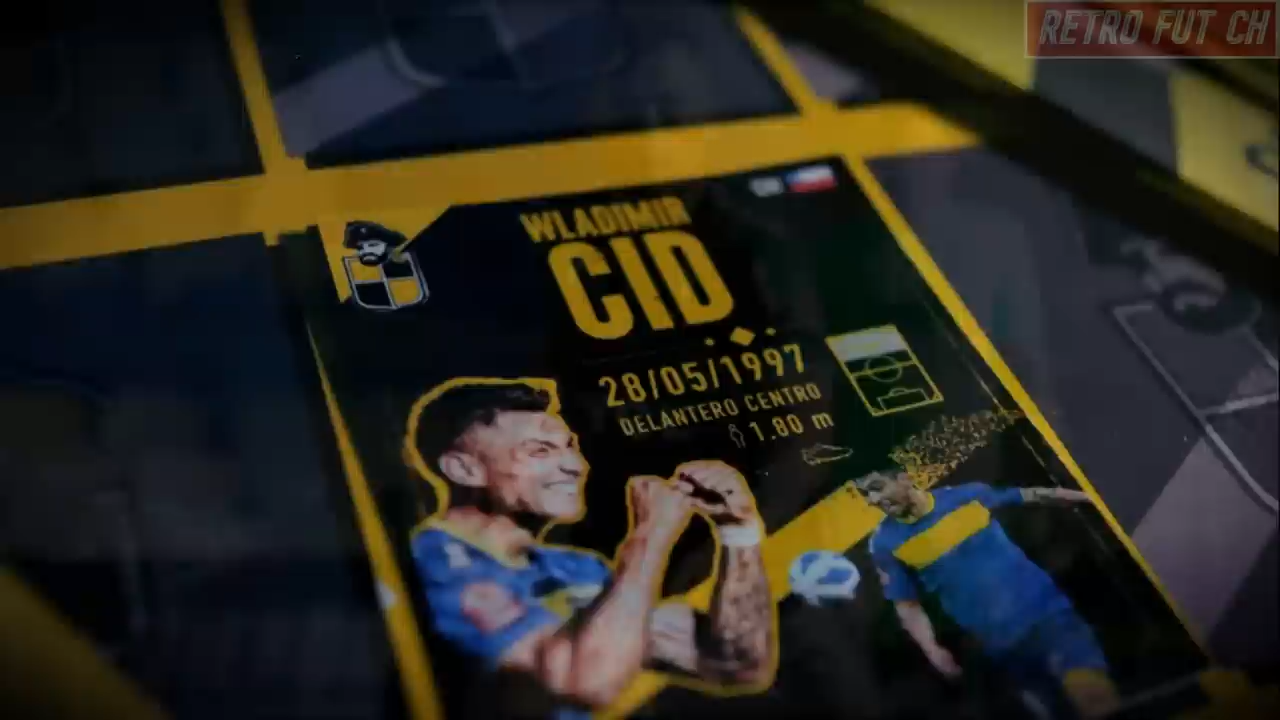 RETRO FUT CH
WLADIMIR
CID
28/05/1997
DELANTERO CENTRO
1.80 m